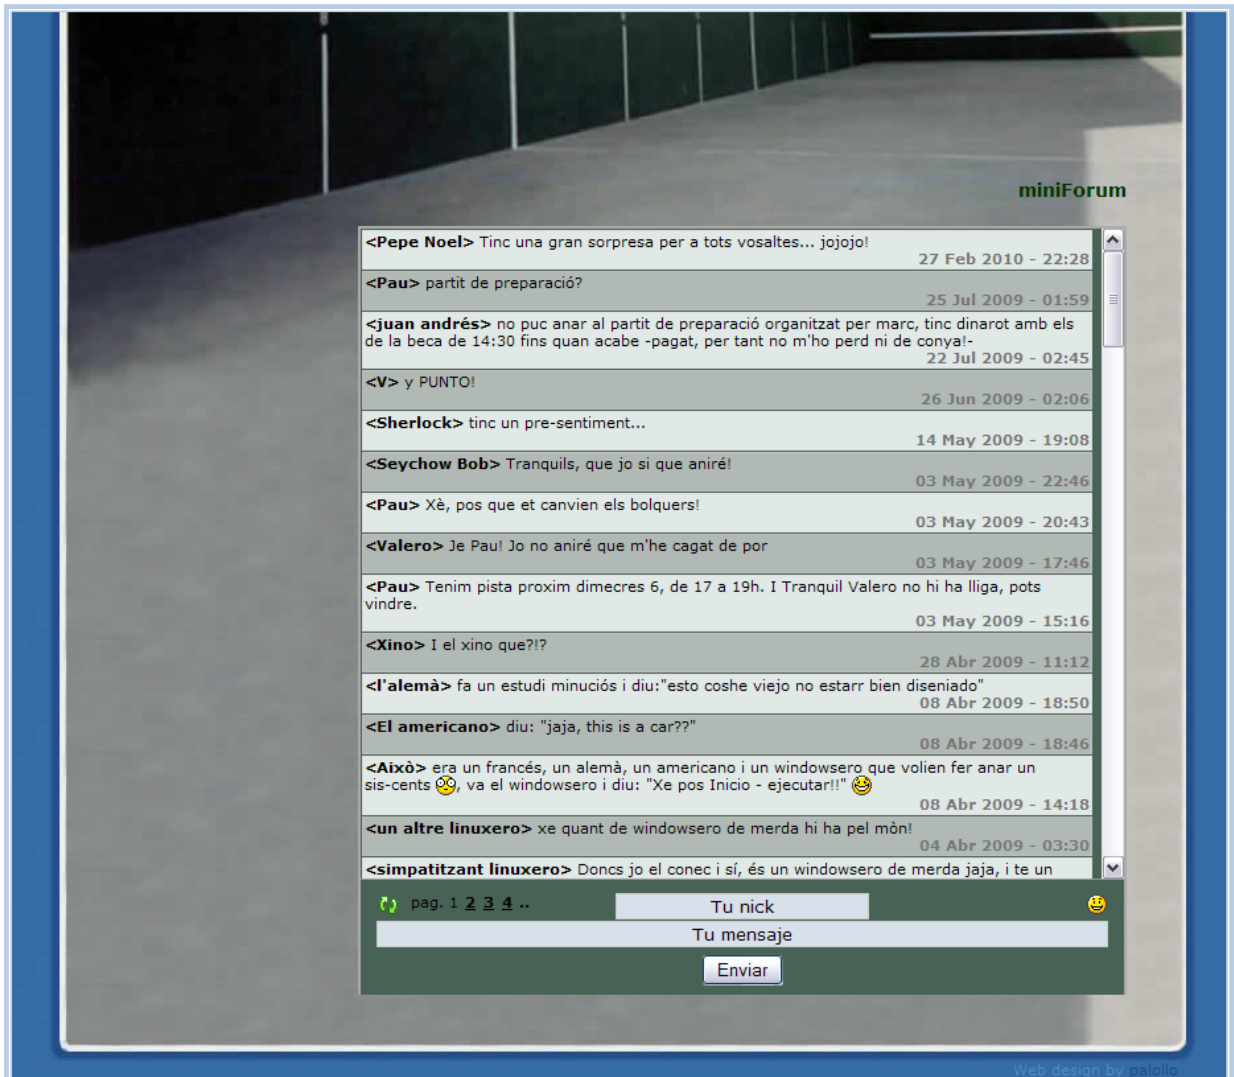 miniForum
<Pepe Noel> Tinc una gran sorpresa per a tots vosaltes... jojojo!
27 Feb 2010 - 22:28
<Pau> partit de preparació?
25 Jul 2009 - 01:59
<juan andrés> no puc anar al partit de preparació organitzat per marc, tinc dinarot amb els
de la beca de 14:30 fins quan acabe -pagat, per tant no m'ho perd ni de conya!-
22 Jul 2009 - 02:45
<V> y PUNTO!
26 Jun 2009 - 02:06
<Sherlock> tinc un pre-sentiment...
14 May 2009 - 19:08
<Seychow Bob> Tranquils, que jo si que aniré!
03 May 2009 - 22:46
<Pau> Xè, pos que et canvien els bolquers!
03 May 2009 - 20:43
<Valero> Je Pau! Jo no aniré que m'he cagat de por
03 May 2009 - 17:46
<Pau> Tenim pista proxim dimecres 6, de 17 a 19h. I Tranquil Valero no hi ha lliga, pots
vindre.
03 May 2009 - 15:16
<Xino> I el xino que?!?
28 Abr 2009 - 11:12
<l'alemà> fa un estudi minuciós i diu:"esto coshe viejo no estarr bien diseniado"
08 Abr 2009 - 18:50
<El americano> diu: "jaja, this is a car??"
08 Abr 2009 - 18:46
<Això> era un francés, un alemà, un americano i un windowsero que volien fer anar un
sis-cents , va el windowsero i diu: "Xe pos Inicio - ejecutar!!"
08 Abr 2009 - 14:18
<un altre linuxero> xe quant de windowsero de merda hi ha pel mòn!
04 Abr 2009 - 03:30
<simpatitzant linuxero> Doncs jo el conec i sí, és un windowsero de merda jaja, i te un
pag. 1 2 3 4 ..
Tu nick
Tu mensaje
Enviar
Web design by palollo